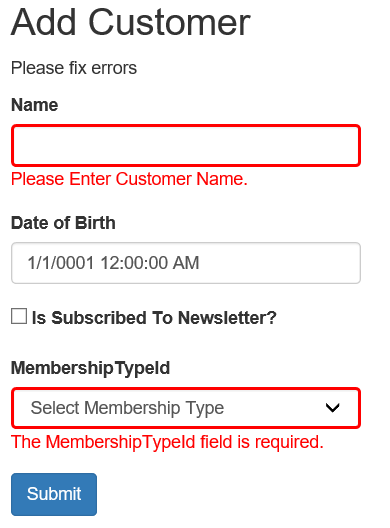 Add Customer
Please fix errors
Name
Please Enter Customer Name.
Date of Birth
1/1/0001 12:00:00 AM
Is Subscribed To Newsletter?
MembershipTypeId
Select Membership Type
The MembershipTypeId field is required.
Submit